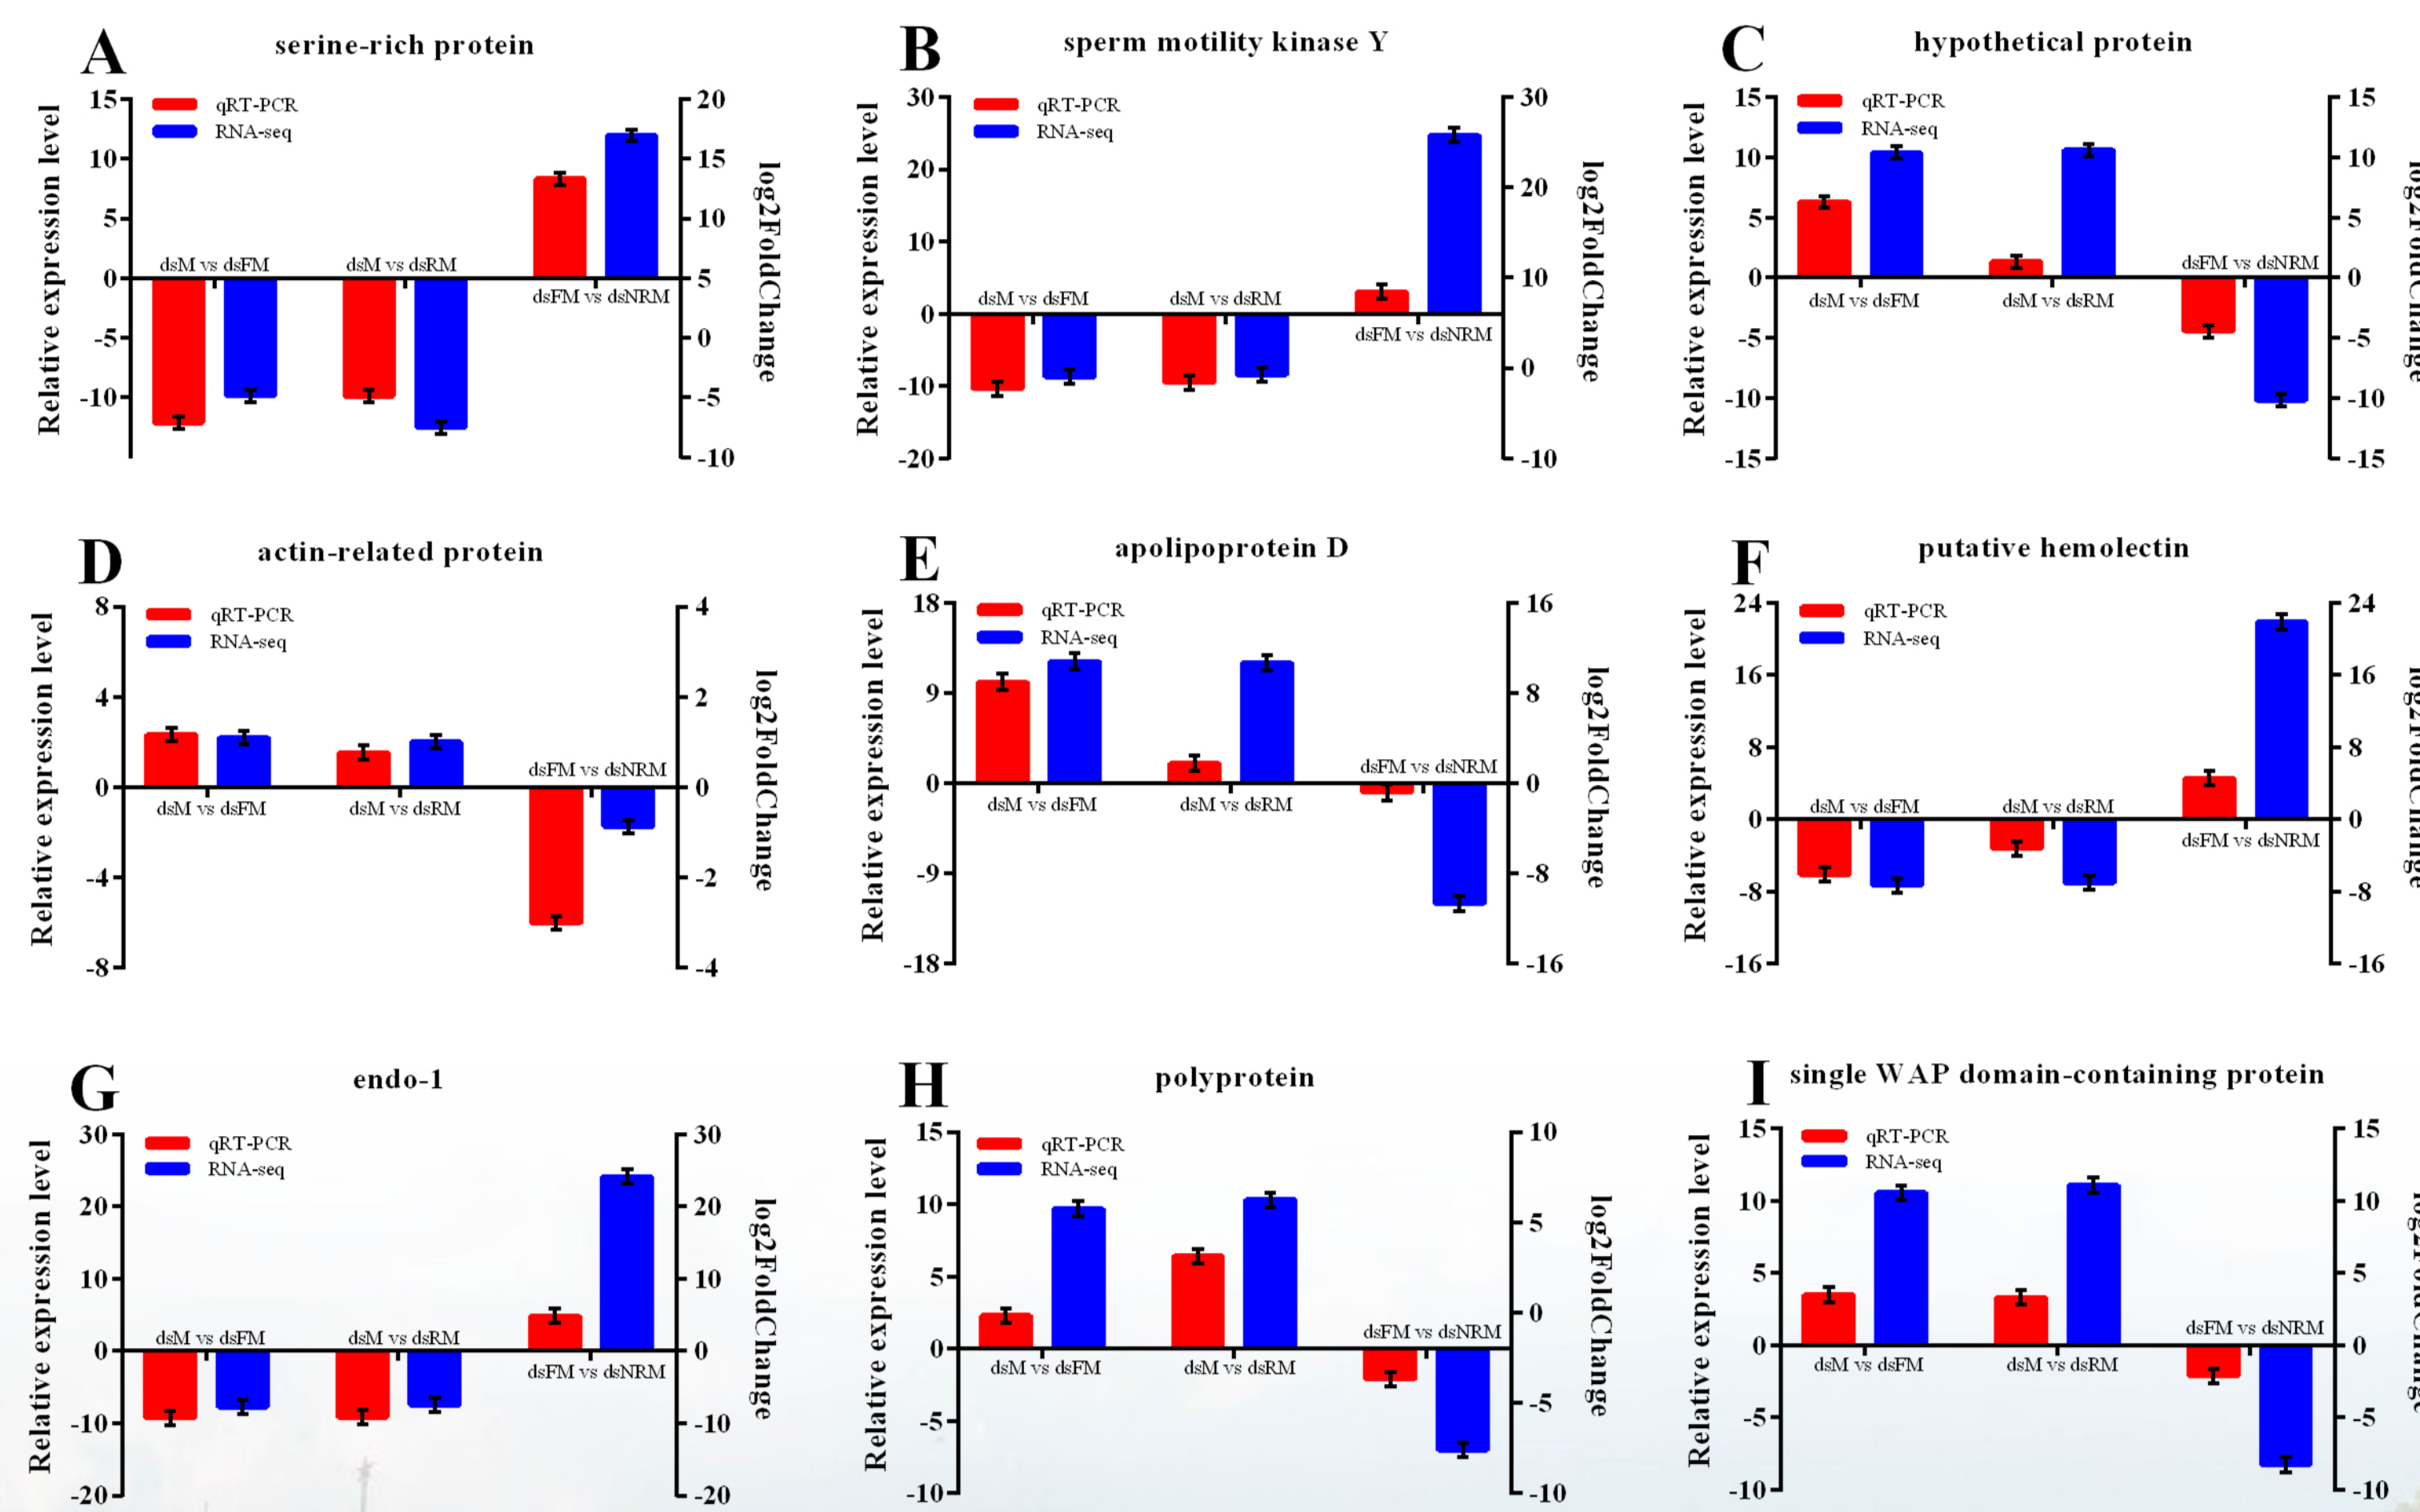 A serine-rich protein
Relative expression level
15
10
5
0
-5
-10
qRT-PCR
RNA-seq
dsM vs dsFM
dsM vs dsRM
dsFM vs dsNRM
20
15
10
5
0
-5
-10
log2FoldChange
B sperm motility kinase Y
Relative expression level
30
20
10
0
-10
-20
qRT-PCR
RNA-seq
dsM vs dsFM
dsM vs dsRM
dsFM vs dsNRM
30
20
10
0
-10
log2FoldChange
C hypothetical protein
Relative expression level
15
10
5
0
-5
-10
-15
qRT-PCR
RNA-seq
dsM vs dsFM
dsM vs dsRM
dsFM vs dsNRM
15
10
5
0
-5
-10
-15
log2FoldChange
D actin-related protein
Relative expression level
8
4
0
-4
-8
qRT-PCR
RNA-seq
dsM vs dsFM
dsM vs dsRM
dsFM vs dsNRM
4
2
0
-2
-4
log2FoldChange
E apolipoprotein D
Relative expression level
18
9
0
-9
-18
qRT-PCR
RNA-seq
dsM vs dsFM
dsM vs dsRM
dsFM vs dsNRM
16
8
0
-8
-16
log2FoldChange
F putative hemolectin
Relative expression level
24
16
8
0
-8
-16
qRT-PCR
RNA-seq
dsM vs dsFM
dsM vs dsRM
dsFM vs dsNRM
24
16
8
0
-8
-16
log2FoldChange
G endo-1
Relative expression level
30
20
10
0
-10
-20
qRT-PCR
RNA-seq
dsM vs dsFM
dsM vs dsRM
dsFM vs dsNRM
30
20
10
0
-10
-20
log2FoldChange
H polyprotein
Relative expression level
15
10
5
0
-5
-10
qRT-PCR
RNA-seq
dsM vs dsFM
dsM vs dsRM
dsFM vs dsNRM
10
5
0
-5
-10
log2FoldChange
I single WAP domain-containing protein
Relative expression level
15
10
5
0
-5
-10
qRT-PCR
RNA-seq
dsM vs dsFM
dsM vs dsRM
dsFM vs dsNRM
15
10
5
0
-5
-10
log2FoldChange